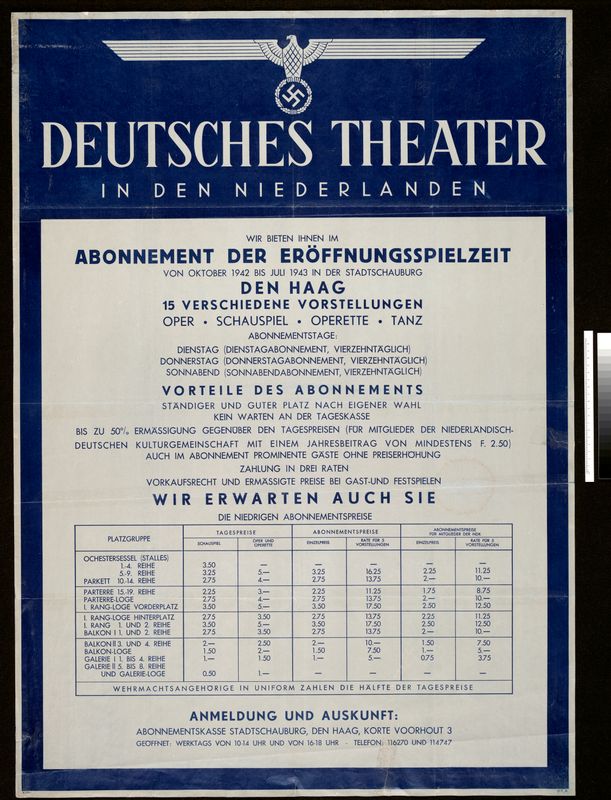 DEUTSCHES THEATER
IN DEN NIEDERLANDEN
WIR BIETEN IHNEN IM
ABONNEMENT DER ERÖFFNUNGSSPIELZEIT
VON OKTOBER 1942 BIS JULI 1943 IN DER STADTSCHAUBURG
DEN HAAG
15 VERSCHIEDENE VORSTELLUNGEN
OPER • SCHAUSPIEL • OPERETTE • TANZ
ABONNEMENTSTAGE:
DIENSTAG (DIENSTAGABONNEMENT, VIERZEHNTÄGLICH)
DONNERSTAG (DONNERSTAGABONNEMENT, VIERZEHNTÄGLICH)
SONNABEND (SONNABENDABONNEMENT, VIERZEHNTÄGLICH)
VORTEILE DES ABONNEMENTS
STÄNDIGER UND GUTER PLATZ NACH EIGENER WAHL
KEIN WARTEN AN DER TAGESKASSE
BIS ZU 50% ERMÄSSIGUNG GEGENÜBER DEN TAGESPREISEN (FÜR MITGLIEDER DER NIEDERLÄNDISCH-
DEUTSCHEN KULTURGEMEINSCHAFT MIT EINEM JAHRESBEITRAG VON MINDESTENS F. 2.50)
AUCH IM ABONNEMENT PROMINENTE GÄSTE OHNE PREISERHÖHUNG
ZAHLUNG IN DREI RATEN
VORKAUFSRECHT UND ERMÄSSIGTE PREISE BEI GAST-UND FESTSPIELEN
WIR ERWARTEN AUCH SIE
DIE NIEDRIGEN ABONNEMENTSPREISE
PLATZGRUPPE TAGESPREISE ABONNEMENTSPREISE ABONNEMENTSPREISE FÜR MITGLIEDER DER NDK
SCHAUSPIEL OPER UND OPERETTE EINZELPREIS RATE FÜR 5 VORSTELLUNGEN EINZELPREIS RATE FÜR 5 VORSTELLUNGEN
OCHESTERSESSEL (STALLES)
1.-4. REIHE 3.50 — — — — —
5.-9. REIHE 3.25 5.— 3.25 16.25 2.25 11.25
PARKETT 10.-14. REIHE 2.75 4.— 2.75 13.75 2.— 10.—
PARTERRE 15.-19. REIHE 2.25 3.— 2.25 11.25 1.75 8.75
PARTERRE-LOGE 2.75 4.— 2.75 13.75 2.— 10.—
I. RANG-LOGE VORDERPLATZ 3.50 5.— 3.50 17.50 2.50 12.50
I. RANG-LOGE HINTERPLATZ 2.75 3.50 2.75 13.75 2.25 11.25
I. RANG 1. UND 2. REIHE 3.50 5.— 3.50 17.50 2.50 12.50
BALKON I 1. UND 2. REIHE 2.75 3.50 2.75 13.75 2.— 10.—
BALKON II 3. UND 4. REIHE 2.— 2.50 2.— 10.— 1.50 7.50
BALKON-LOGE 1.50 2.— 1.50 7.50 1.— 5.—
GALERIE I 1. BIS 4. REIHE 1.— 1.50 1.— 5.— 0.75 3.75
GALERIE II 5. BIS 8. REIHE
UND GALERIE-LOGE 0.50 1.— — — — —
WEHRMACHTSANGEHÖRIGE IN UNIFORM ZAHLEN DIE HÄLFTE DER TAGESPREISE
ANMELDUNG UND AUSKUNFT:
ABONNEMENTSKASSE STADTSCHAUBURG, DEN HAAG, KORTE VOORHOUT 3
GEÖFFNET: WERKTAGS VON 10-14 UHR UND VON 16-18 UHR - TELEFON: 116270 UND 114747